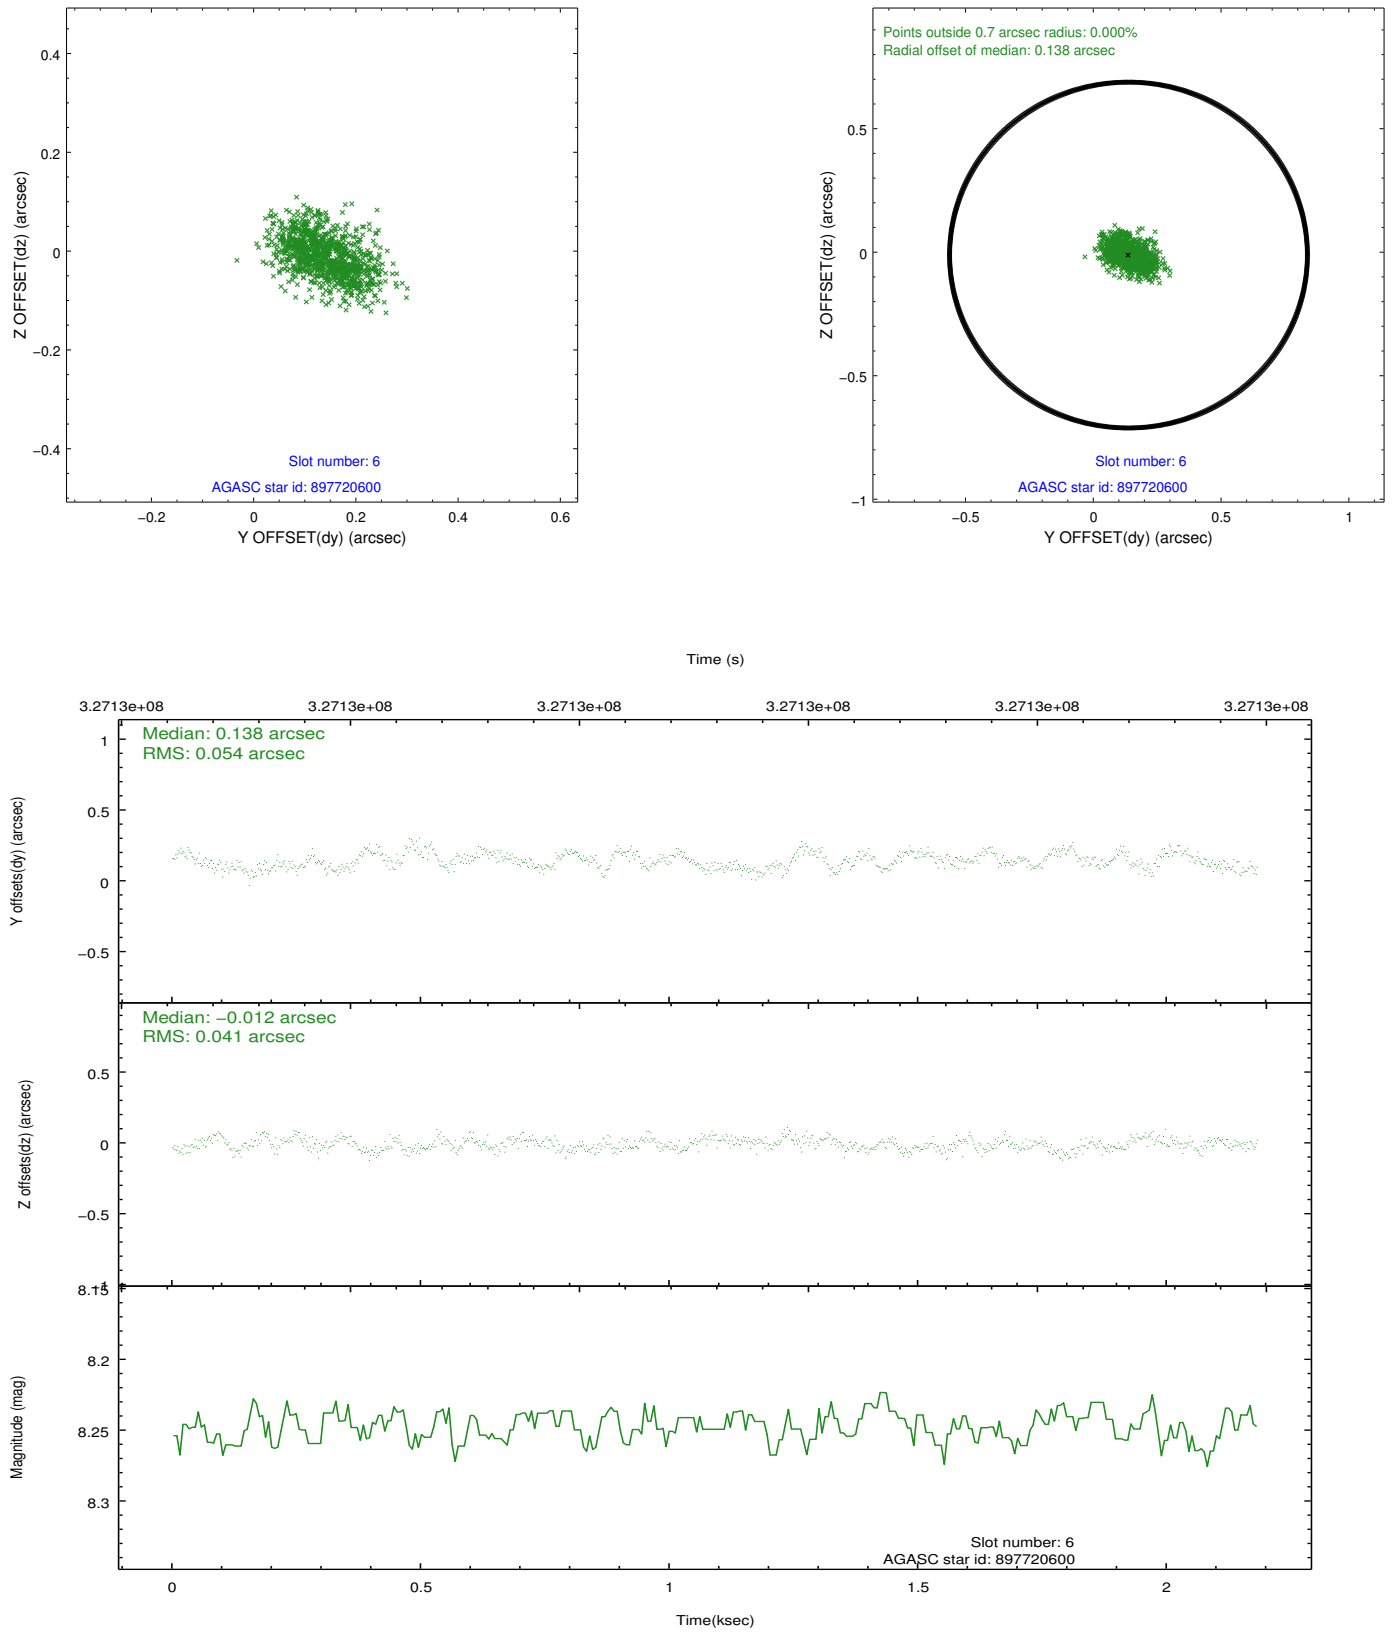 0.4
0.2
0
−0.2
−0.4
Z OFFSET(dz) (arcsec)
Slot number: 6
AGASC star id: 897720600
−0.2 0 0.2 0.4 0.6
Y OFFSET(dy) (arcsec)
Points outside 0.7 arcsec radius: 0.000%
Radial offset of median: 0.138 arcsec
0.5
0
−0.5
−1
Z OFFSET(dz) (arcsec)
Slot number: 6
AGASC star id: 897720600
−0.5 0 0.5 1
Y OFFSET(dy) (arcsec)
Time (s)
3.2713e+08 3.2713e+08 3.2713e+08 3.2713e+08 3.2713e+08 3.2713e+08
Median: 0.138 arcsec
RMS: 0.054 arcsec
1
0.5
0
−0.5
Y offsets(dy) (arcsec)
Median: −0.012 arcsec
RMS: 0.041 arcsec
0.5
0
−0.5
−1
Z offsets(dz) (arcsec)
8.15
8.2
8.25
8.3
Magnitude (mag)
Slot number: 6
AGASC star id: 897720600
0 0.5 1 1.5 2
Time(ksec)